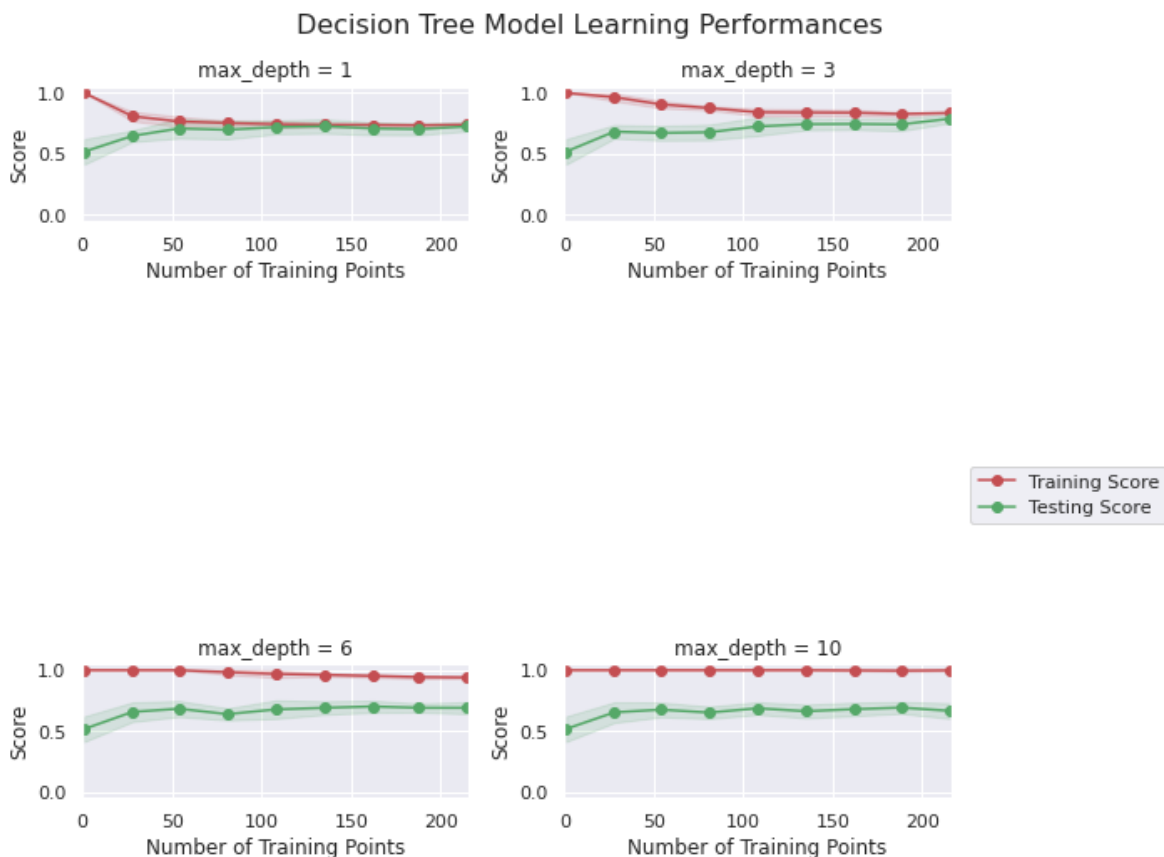 Decision Tree Model Learning Performances
max_depth = 1
1.0
0.5
0.0
Score
0 50 100 150 200
Number of Training Points
max_depth = 3
1.0
0.5
0.0
Score
0 50 100 150 200
Number of Training Points
Training Score
Testing Score
max_depth = 6
1.0
0.5
0.0
Score
0 50 100 150 200
Number of Training Points
max_depth = 10
1.0
0.5
0.0
Score
0 50 100 150 200
Number of Training Points